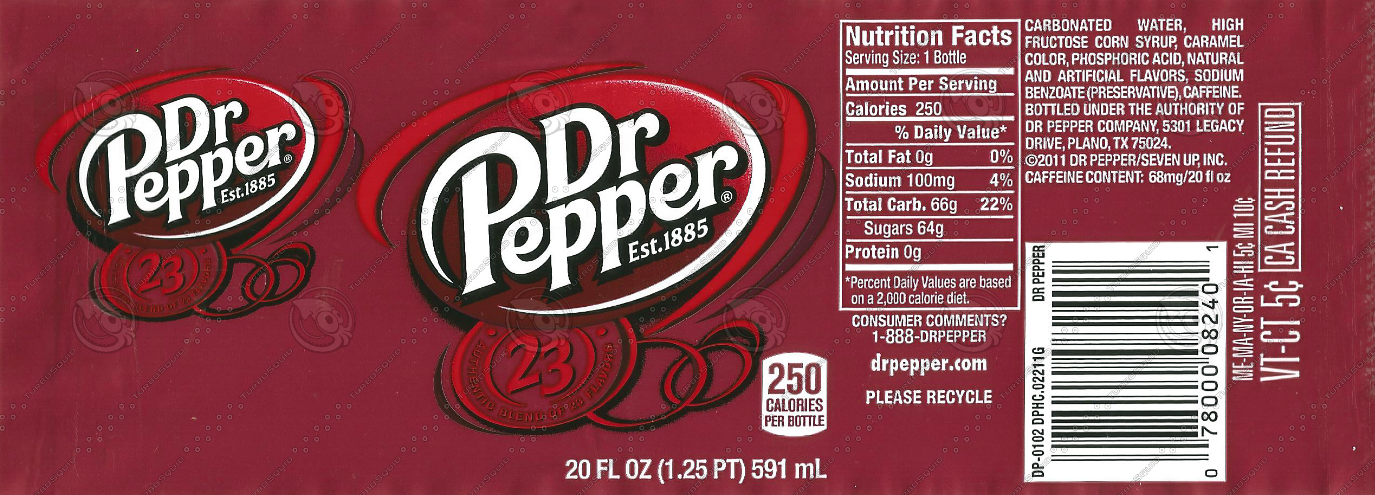 Dr
Pepper®
Est.1885
23
Dr
Pepper®
Est.1885
23
AUTHENTIC BLEND OF 23 FLAVORS
250
CALORIES
PER BOTTLE
20 FL OZ (1.25 PT) 591 mL
Nutrition Facts
Serving Size: 1 Bottle
Amount Per Serving
Calories 250
% Daily Value*
Total Fat 0g 0%
Sodium 100mg 4%
Total Carb. 66g 22%
Sugars 64g
Protein 0g
*Percent Daily Values are based
on a 2,000 calorie diet.
CONSUMER COMMENTS?
1-888-DRPEPPER
drpepper.com
PLEASE RECYCLE
CARBONATED WATER, HIGH
FRUCTOSE CORN SYRUP, CARAMEL
COLOR, PHOSPHORIC ACID, NATURAL
AND ARTIFICIAL FLAVORS, SODIUM
BENZOATE (PRESERVATIVE), CAFFEINE.
BOTTLED UNDER THE AUTHORITY OF
DR PEPPER COMPANY, 5301 LEGACY
DRIVE, PLANO, TX 75024.
©2011 DR PEPPER/SEVEN UP, INC.
CAFFEINE CONTENT: 68mg/20 fl oz
DP-0102 DPHC.02211G DR PEPPER
0 78000 08240 1
ME-MA-NY-OR-IA-HI 5¢ MI 10¢
VT-CT 5¢ CA CASH REFUND